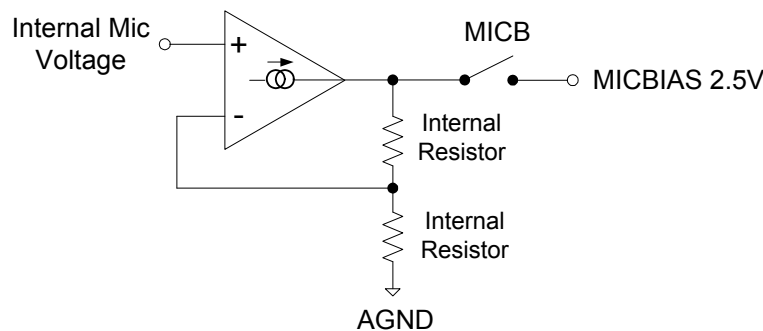 Internal Mic
Voltage
+
-
MICB
MICBIAS 2.5V
Internal
Resistor
Internal
Resistor
AGND